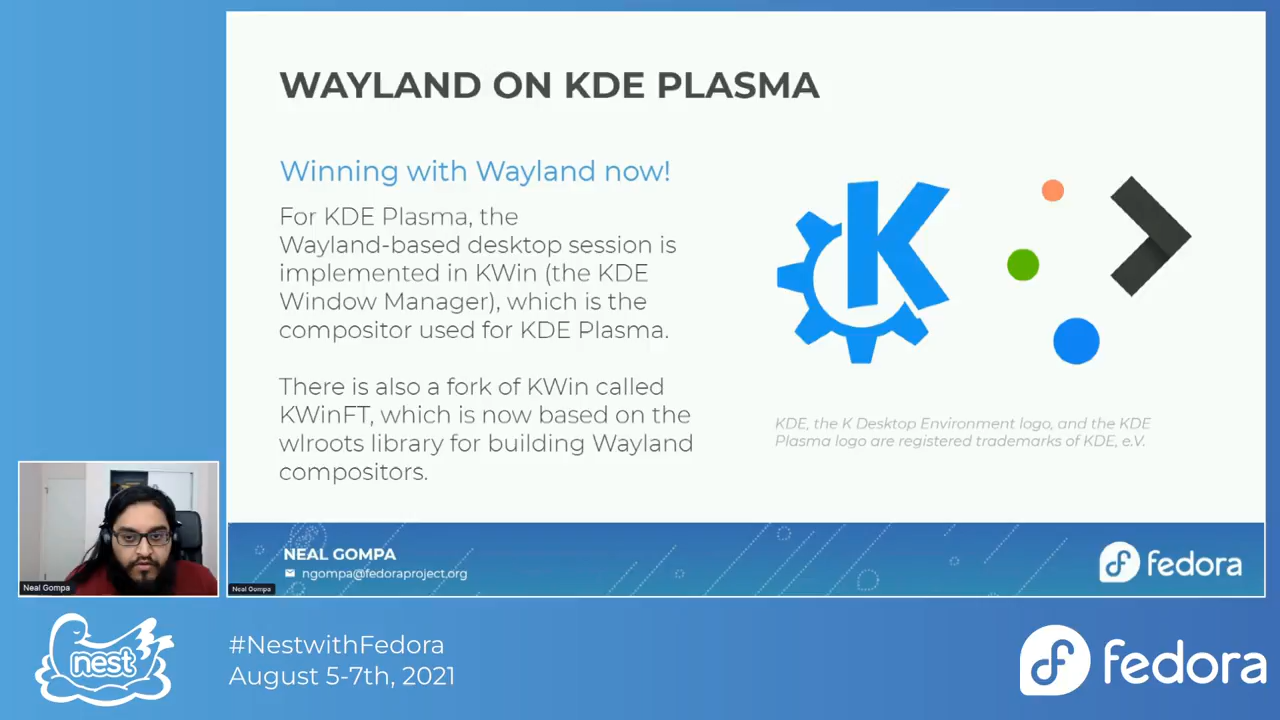 WAYLAND ON KDE PLASMA
Winning with Wayland now!
For KDE Plasma, the
Wayland-based desktop session is
implemented in KWin (the KDE
Window Manager), which is the
compositor used for KDE Plasma.
There is also a fork of KWin called
KWinFT, which is now based on the
wlroots library for building Wayland
compositors.
KDE, the K Desktop Environment logo, and the KDE
Plasma logo are registered trademarks of KDE, e.V.
NEAL GOMPA
ngompa@fedoraproject.org
fedora
Neal Gompa
Neal Gompa
nest
#NestwithFedora
August 5-7th, 2021
fedora